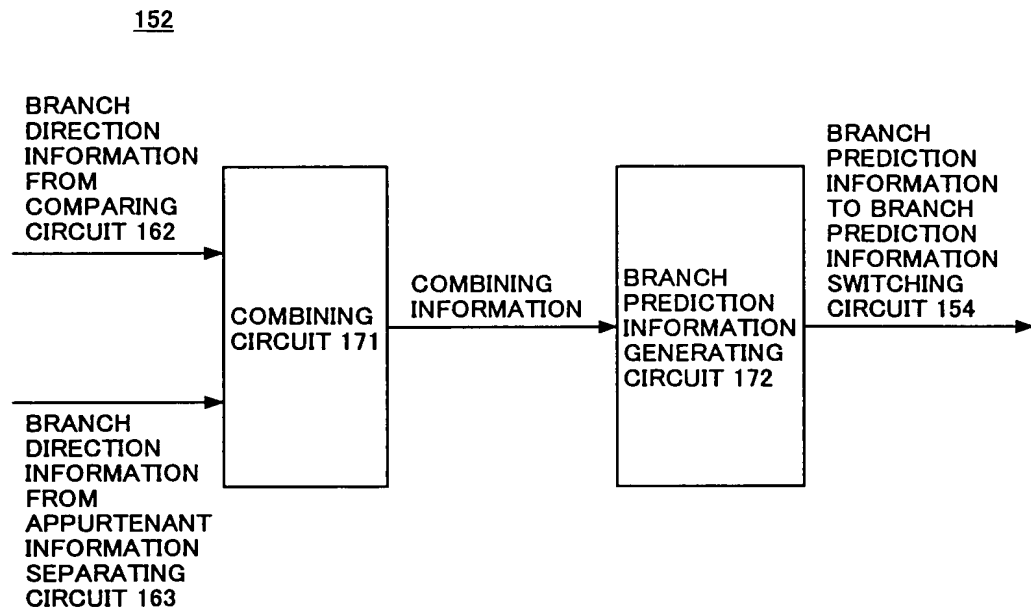 152
BRANCH
DIRECTION
INFORMATION
FROM
COMPARING
CIRCUIT 162
BRANCH
DIRECTION
INFORMATION
FROM
APPURTENANT
INFORMATION
SEPARATING
CIRCUIT 163
COMBINING
CIRCUIT 171
COMBINING
INFORMATION
BRANCH
PREDICTION
INFORMATION
GENERATING
CIRCUIT 172
BRANCH
PREDICTION
INFORMATION
TO BRANCH
PREDICTION
INFORMATION
SWITCHING
CIRCUIT 154